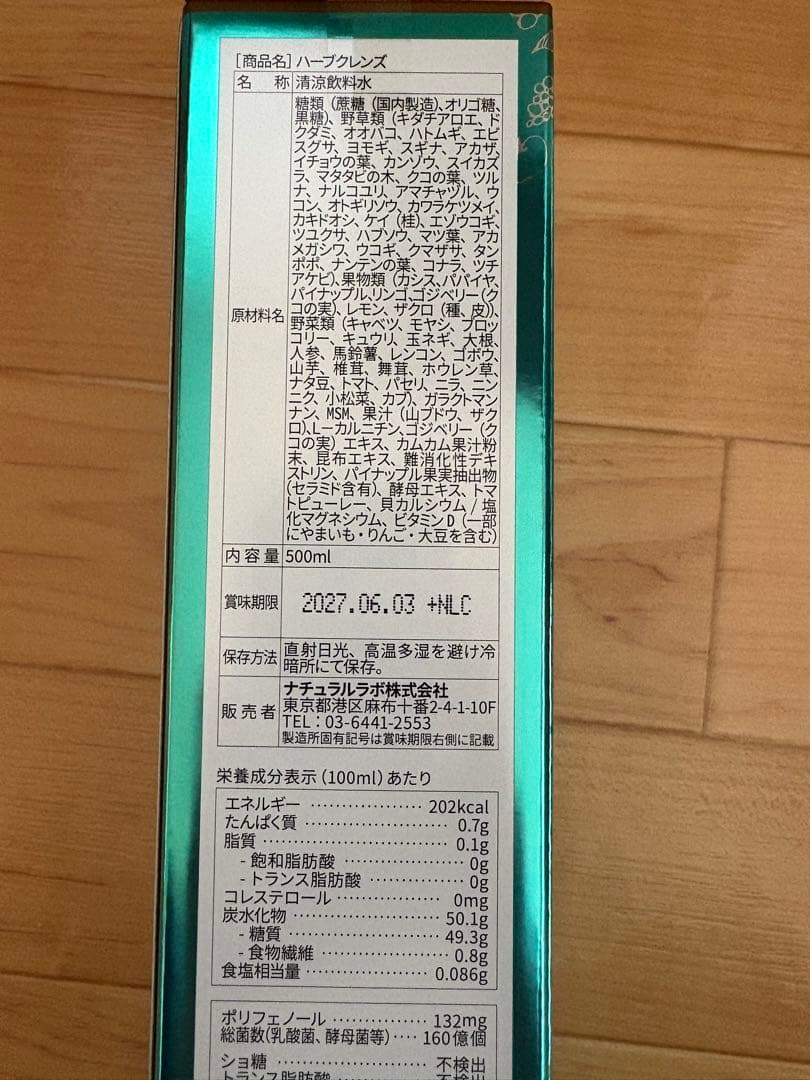 [商品名] ハーブクレンズ
名 称 清涼飲料水
原材料名
糖類（蔗糖（国内製造）、オリゴ糖、
黒糖）、野草類（キダチアロエ、ド
クダミ、オオバコ、ハトムギ、エビ
スグサ、ヨモギ、スギナ、アカザ、
イチョウの葉、カンゾウ、スイカズ
ラ、マタタビの木、クコの葉、ツル
ナ、ナルコユリ、アマチャヅル、ウ
コン、オトギリソウ、カワラケツメイ、
カキドオシ、ケイ（桂）、エゾウコギ、
ツユクサ、ハブソウ、マツ葉、アカ
メガシワ、ウコギ、クマザサ、タン
ポポ、ナンテンの葉、コナラ、ツチ
アケビ）、果物類（カシス、パパイヤ、
パイナップル、リンゴ、ゴジベリー（ク
コの実）、レモン、ザクロ（種、皮））、
野菜類（キャベツ、モヤシ、ブロッ
コリー、キュウリ、玉ネギ、大根、
人参、馬鈴薯、レンコン、ゴボウ、
山芋、椎茸、舞茸、ホウレン草、
ナタ豆、トマト、パセリ、ニラ、ニン
ニク、小松菜、カブ）、ガラクトマン
ナン、MSM、果汁（山ブドウ、ザク
ロ）、L－カルニチン、ゴジベリー（ク
コの実）エキス、カムカム果汁粉
末、昆布エキス、難消化性デキ
ストリン、パイナップル果実抽出物
（セラミド含有）、酵母エキス、トマ
トピューレー、貝カルシウム / 塩
化マグネシウム、ビタミンD（一部
にやまいも・りんご・大豆を含む）
内容量 500ml
賞味期限 2027.06.03 +NLC
保存方法 直射日光、高温多湿を避け冷
暗所にて保存。
販売者 ナチュラルラボ株式会社
東京都港区麻布十番2-4-1-10F
TEL：03-6441-2553
製造所固有記号は賞味期限右側に記載
栄養成分表示（100ml）あたり
エネルギー ………………… 202kcal
たんぱく質 ………………… 0.7g
脂質 ………………… 0.1g
- 飽和脂肪酸 ………………… 0g
- トランス脂肪酸 ………………… 0g
コレステロール ………………… 0mg
炭水化物 ………………… 50.1g
- 糖質 ………………… 49.3g
- 食物繊維 ………………… 0.8g
食塩相当量 ………………… 0.086g
ポリフェノール ………………… 132mg
総菌数(乳酸菌、酵母菌等) ‥‥ 160億個
ショ糖 ………………… 不検出
トランス脂肪酸 ………………… 不検出